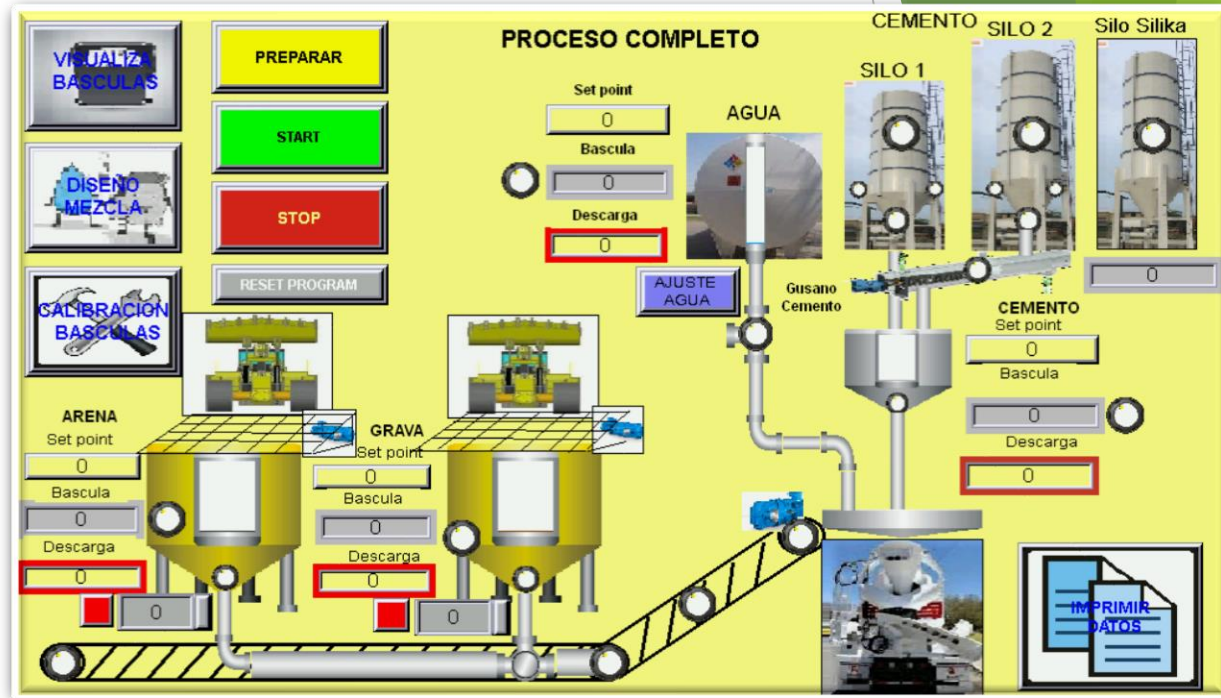 PROCESO COMPLETO
VISUALIZA
BASCULAS
DISEÑO
MEZCLA
CALIBRACION
BASCULAS
PREPARAR
START
STOP
RESET PROGRAM
Set point
0
Bascula
0
Descarga
0
AGUA
AJUSTE
AGUA
CEMENTO
SILO 1
SILO 2
Silo Silika
0
Gusano
Cemento
CEMENTO
Set point
0
Bascula
0
Descarga
0
ARENA
Set point
0
Bascula
0
Descarga
0
0
GRAVA
Set point
0
Bascula
0
Descarga
0
0
IMPRIMIR
DATOS